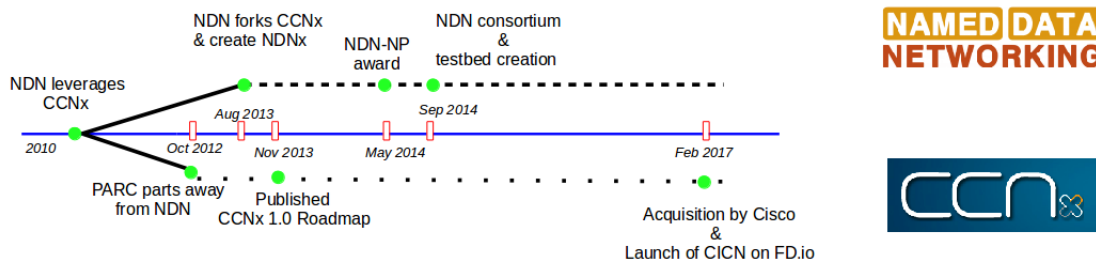 NDN forks CCNx
& create NDNx
NDN-NP
award
NDN consortium
&
testbed creation
NAMED DATA
NETWORKING
NDN leverages
CCNx
Aug 2013
Sep 2014
2010
Oct 2012
Nov 2013
May 2014
Feb 2017
PARC parts away
from NDN
Published
CCNx 1.0 Roadmap
Acquisition by Cisco
&
Launch of CICN on FD.io
CCNx